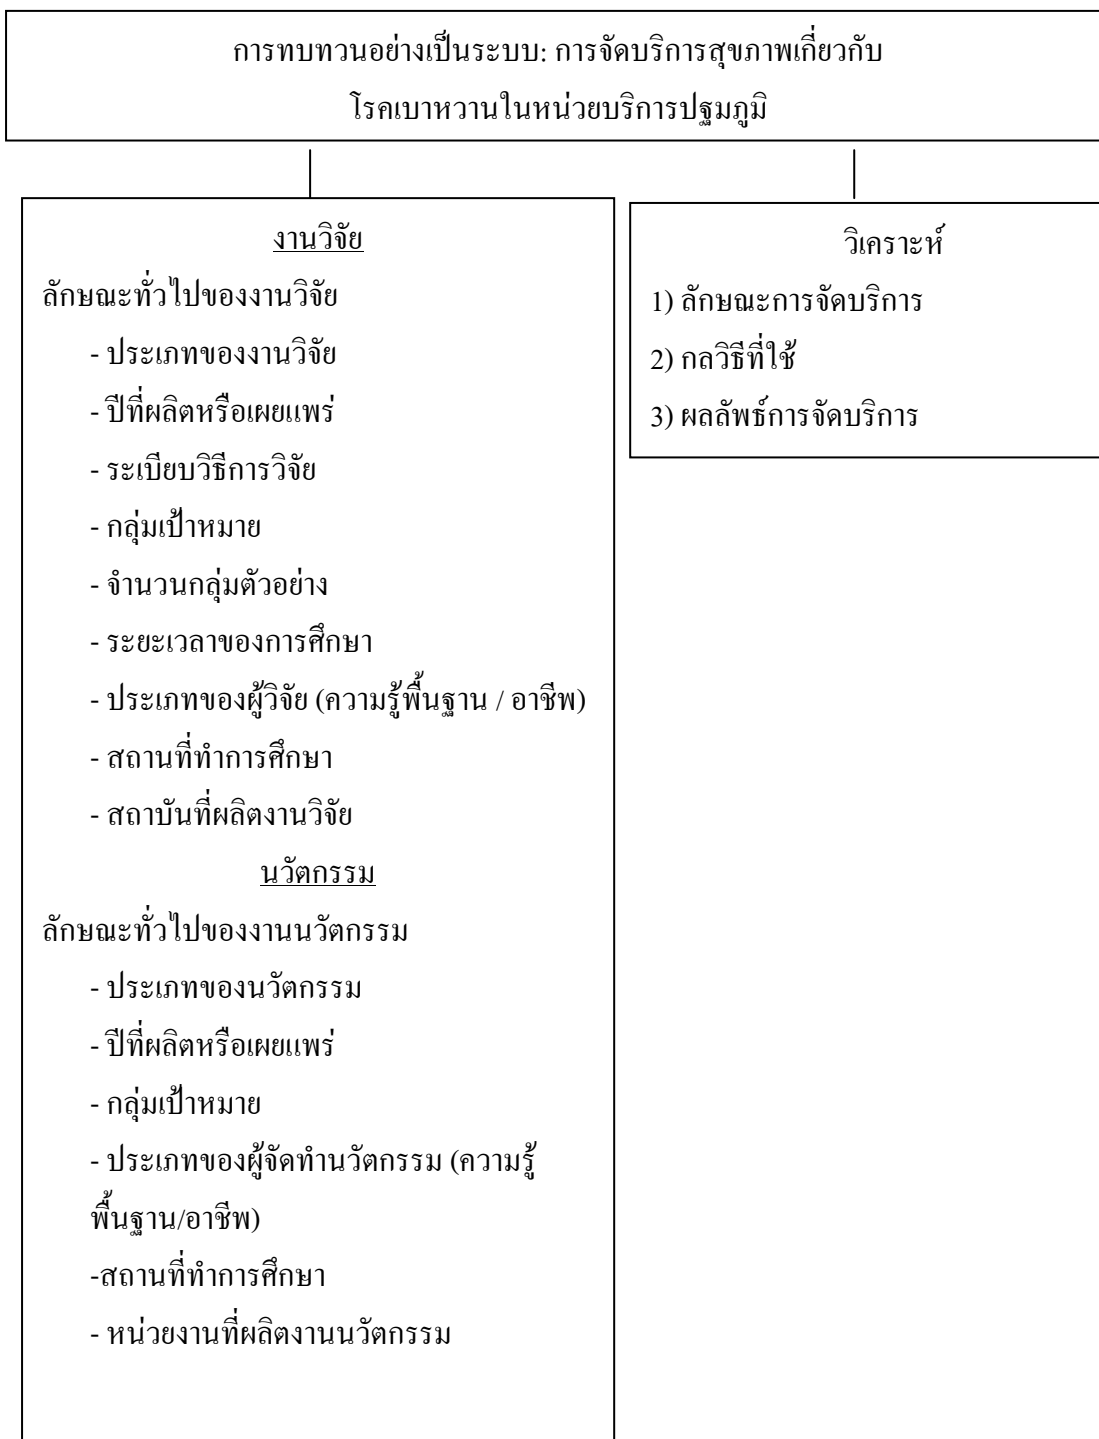 การทบทวนอย่างเป็นระบบ: การจัดบริการสุขภาพเกี่ยวกับ
โรคเบาหวานในหน่วยบริการปฐมภูมิ
งานวิจัย
ลักษณะทั่วไปของงานวิจัย
- ประเภทของงานวิจัย
- ปีที่ผลิตหรือเผยแพร่
- ระเบียบวิธีการวิจัย
- กลุ่มเป้าหมาย
- จำนวนกลุ่มตัวอย่าง
- ระยะเวลาของการศึกษา
- ประเภทของผู้วิจัย (ความรู้พื้นฐาน / อาชีพ)
- สถานที่ทำการศึกษา
- สถาบันที่ผลิตงานวิจัย
นวัตกรรม
ลักษณะทั่วไปของงานนวัตกรรม
- ประเภทของนวัตกรรม
- ปีที่ผลิตหรือเผยแพร่
- กลุ่มเป้าหมาย
- ประเภทของผู้จัดทำนวัตกรรม (ความรู้
พื้นฐาน/อาชีพ)
-สถานที่ทำการศึกษา
- หน่วยงานที่ผลิตงานนวัตกรรม
วิเคราะห์
1) ลักษณะการจัดบริการ
2) กลวิธีที่ใช้
3) ผลลัพธ์การจัดบริการ